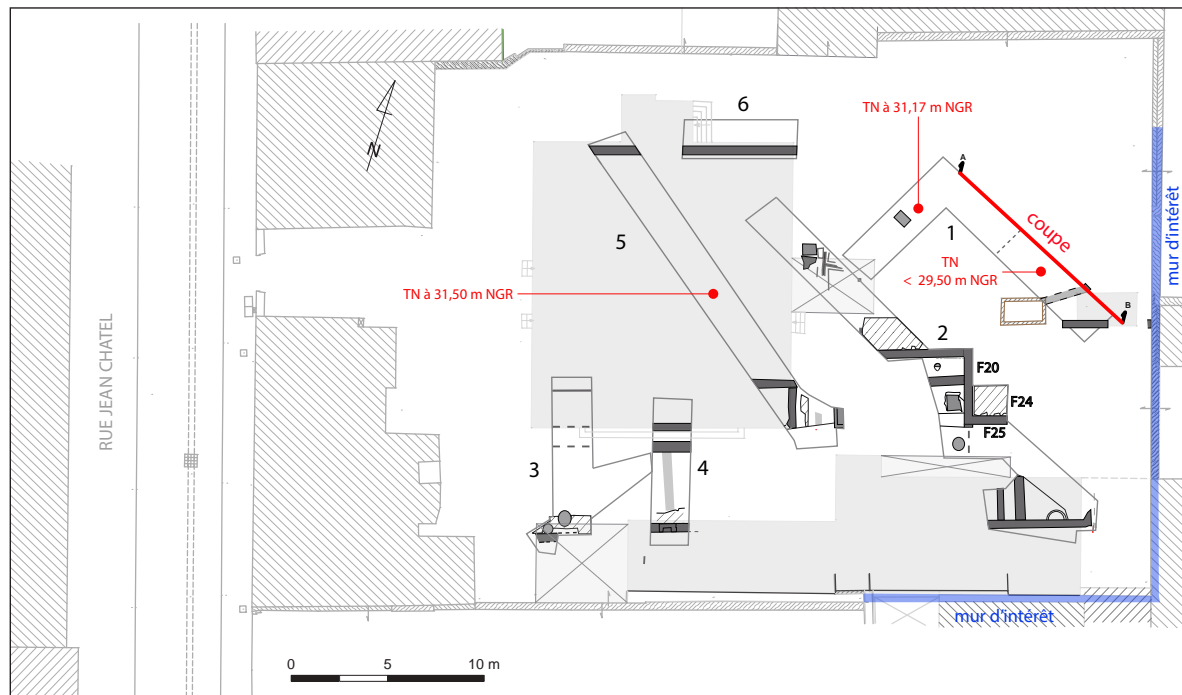 6
TN à 31,17 m NGR
N
A
5
1
coupe
mur d'intérêt
TN à 31,50 m NGR
TN
< 29,50 m NGR
B
2
RUE JEAN CHATEL
F20
F24
F25
3
4
mur d'intérêt
0 5 10 m